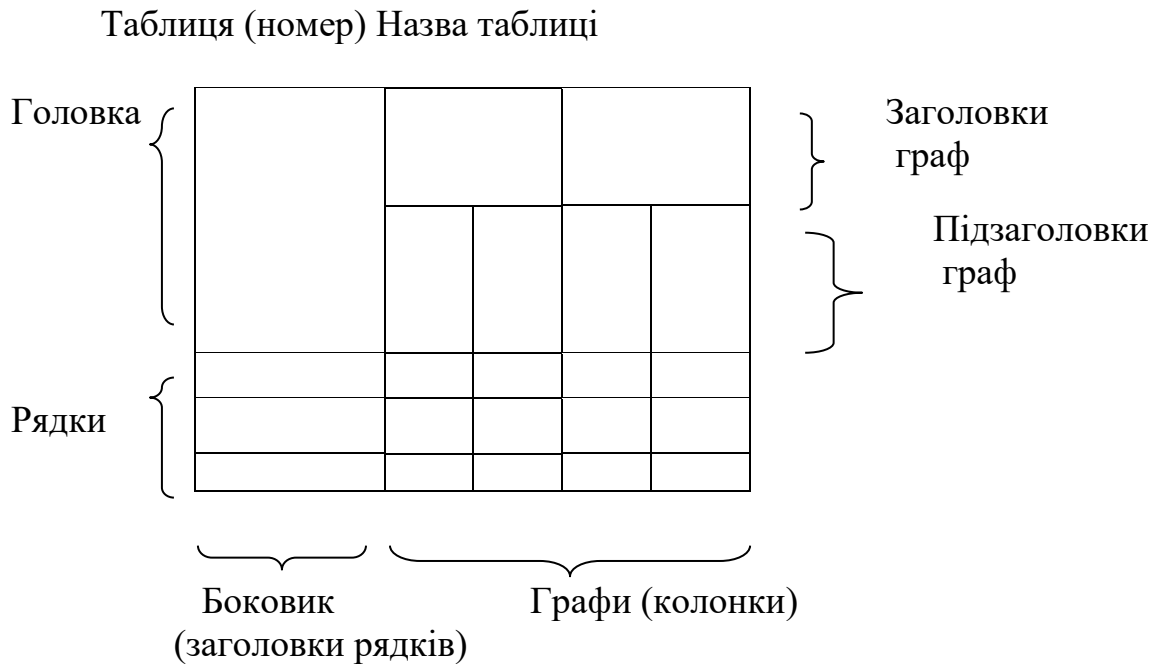 Таблиця (номер) Назва таблиці
Головка
Заголовки
граф
Підзаголовки
граф
Рядки
Боковик
(заголовки рядків)
Графи (колонки)